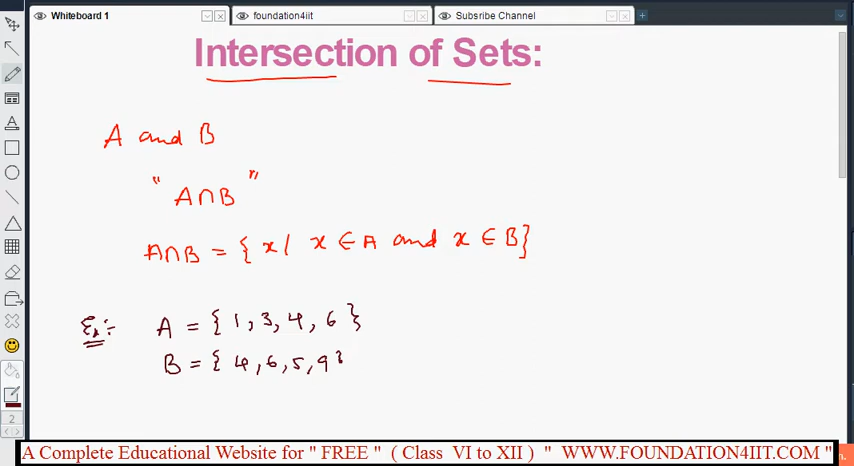 Whiteboard 1
foundation4iit
Subsribe Channel
Intersection of Sets:
A and B
" A∩B "
A∩B = { x / x ∈ A and x ∈ B}
Ex:- A = { 1, 3, 4, 6 }
B = { 4, 6, 5, 9}
2
A Complete Educational Website for " FREE " ( Class VI to XII ) " WWW.FOUNDATION4IIT.COM "